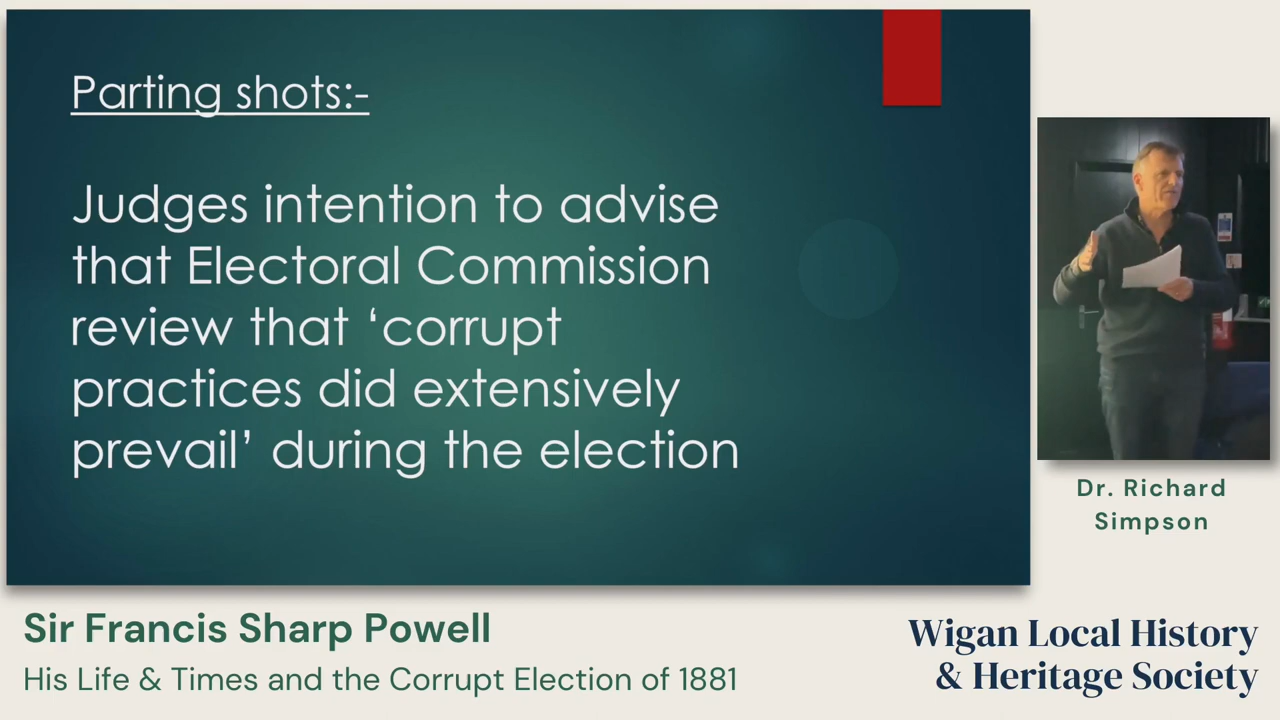 Parting shots:-
Judges intention to advise
that Electoral Commission
review that ‘corrupt
practices did extensively
prevail’ during the election
Dr. Richard
Simpson
Sir Francis Sharp Powell
His Life & Times and the Corrupt Election of 1881
Wigan Local History
& Heritage Society